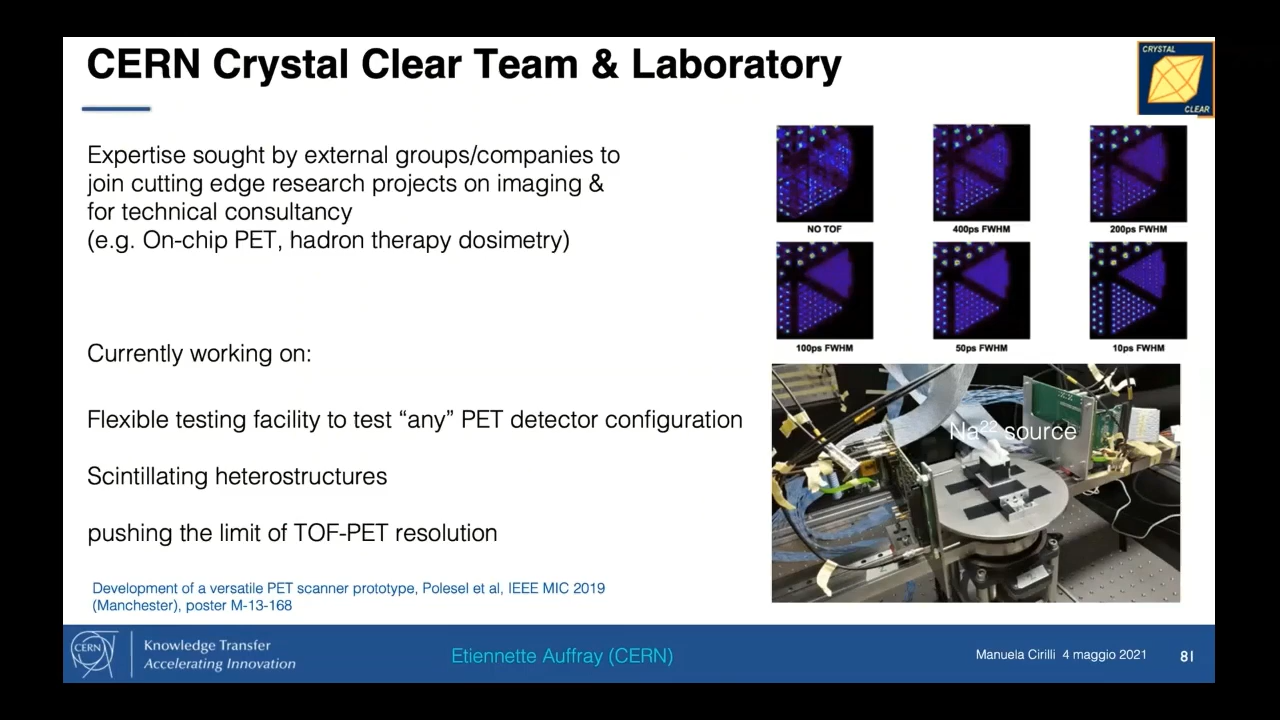 CERN Crystal Clear Team & Laboratory
CRYSTAL
CLEAR
Expertise sought by external groups/companies to
join cutting edge research projects on imaging &
for technical consultancy
(e.g. On-chip PET, hadron therapy dosimetry)
NO TOF
400ps FWHM
200ps FWHM
100ps FWHM
50ps FWHM
10ps FWHM
Currently working on:
Flexible testing facility to test “any” PET detector configuration
Scintillating heterostructures
pushing the limit of TOF-PET resolution
Na²² source
Development of a versatile PET scanner prototype, Polesel et al, IEEE MIC 2019
(Manchester), poster M-13-168
CERN
Knowledge Transfer
Accelerating Innovation
Etiennette Auffray (CERN)
Manuela Cirilli 4 maggio 2021
81